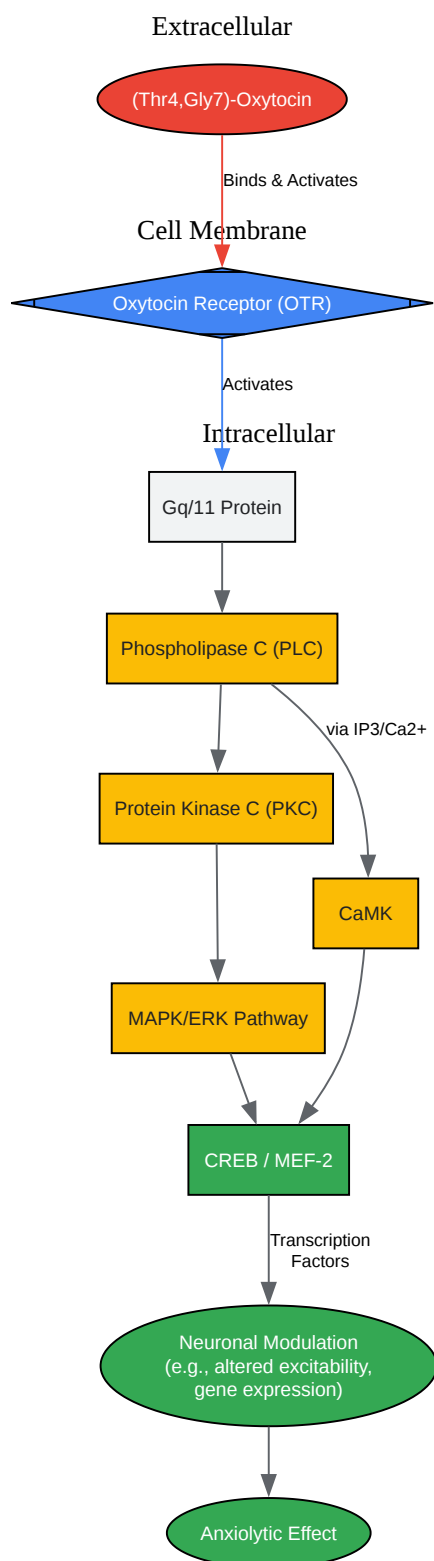 Extracellular
(Thr4,Gly7)-Oxytocin
Binds & Activates
Cell Membrane
Oxytocin Receptor (OTR)
Activates
Intracellular
Gq/11 Protein
Phospholipase C (PLC)
via IP3/Ca2+
Protein Kinase C (PKC)
CaMK
MAPK/ERK Pathway
CREB / MEF-2
Transcription
Factors
Neuronal Modulation
(e.g., altered excitability,
gene expression)
Anxiolytic Effect